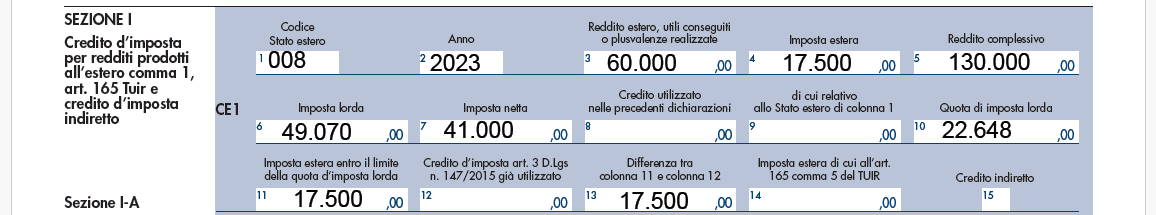 SEZIONE I
Credito d’imposta
per redditi prodotti
all’estero comma 1,
art. 165 Tuir e
credito d’imposta
indiretto
Codice
Stato estero
Anno
Reddito estero, utili conseguiti
o plusvalenze realizzate
Imposta estera
Reddito complessivo
1 008
2 2023
3 60.000 ,00
4 17.500 ,00
5 130.000 ,00
CE1
Imposta lorda
Imposta netta
Credito utilizzato
nelle precedenti dichiarazioni
di cui relativo
allo Stato estero di colonna 1
Quota di imposta lorda
6 49.070 ,00
7 41.000 ,00
8 ,00
9 ,00
10 22.648 ,00
Imposta estera entro il limite
della quota d’imposta lorda
Credito d’imposta art. 3 D.Lgs
n. 147/2015 già utilizzato
Differenza tra
colonna 11 e colonna 12
Imposta estera di cui all’art.
165 comma 5 del TUIR
Credito indiretto
Sezione I-A
11 17.500 ,00
12 ,00
13 17.500 ,00
14 ,00
15